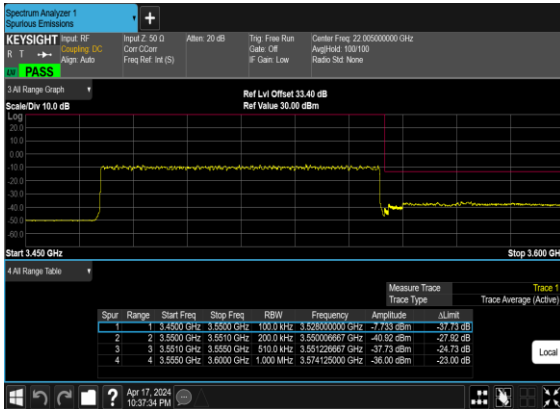 Spectrum Analyzer 1
Spurious Emissions
+
KEYSIGHT Input: RF Input Z: 50 Ω Atten: 20 dB Trig: Free Run Center Freq: 22.005000000 GHz
R T Coupling: DC Corr CCorr Gate: Off Avg|Hold: 100/100
Align: Auto Freq Ref: Int (S) IF Gain: Low Radio Std: None
PASS
3 All Range Graph
Ref Lvl Offset 33.40 dB
Scale/Div 10.0 dB Ref Value 30.00 dBm
Log
20.0
10.0
0.00
-10.0
-20.0
-30.0
-40.0
-50.0
-60.0
Start 3.450 GHz Stop 3.600 GH
4 All Range Table
Measure Trace Trace 1
Trace Type Trace Average (Active)
Spur Range Start Freq Stop Freq RBW Frequency Amplitude ΔLimit
1 1 3.4500 GHz 3.5500 GHz 100.0 kHz 3.528000000 GHz -7.733 dBm -37.73 dB
2 2 3.5500 GHz 3.5510 GHz 200.0 kHz 3.550006667 GHz -40.92 dBm -27.92 dB
3 3 3.5510 GHz 3.5550 GHz 510.0 kHz 3.551226667 GHz -37.73 dBm -24.73 dB
4 4 3.5550 GHz 3.6000 GHz 1.000 MHz 3.574125000 GHz -36.00 dBm -23.00 dB
Local
? Apr 17, 2024
10:37:34 PM